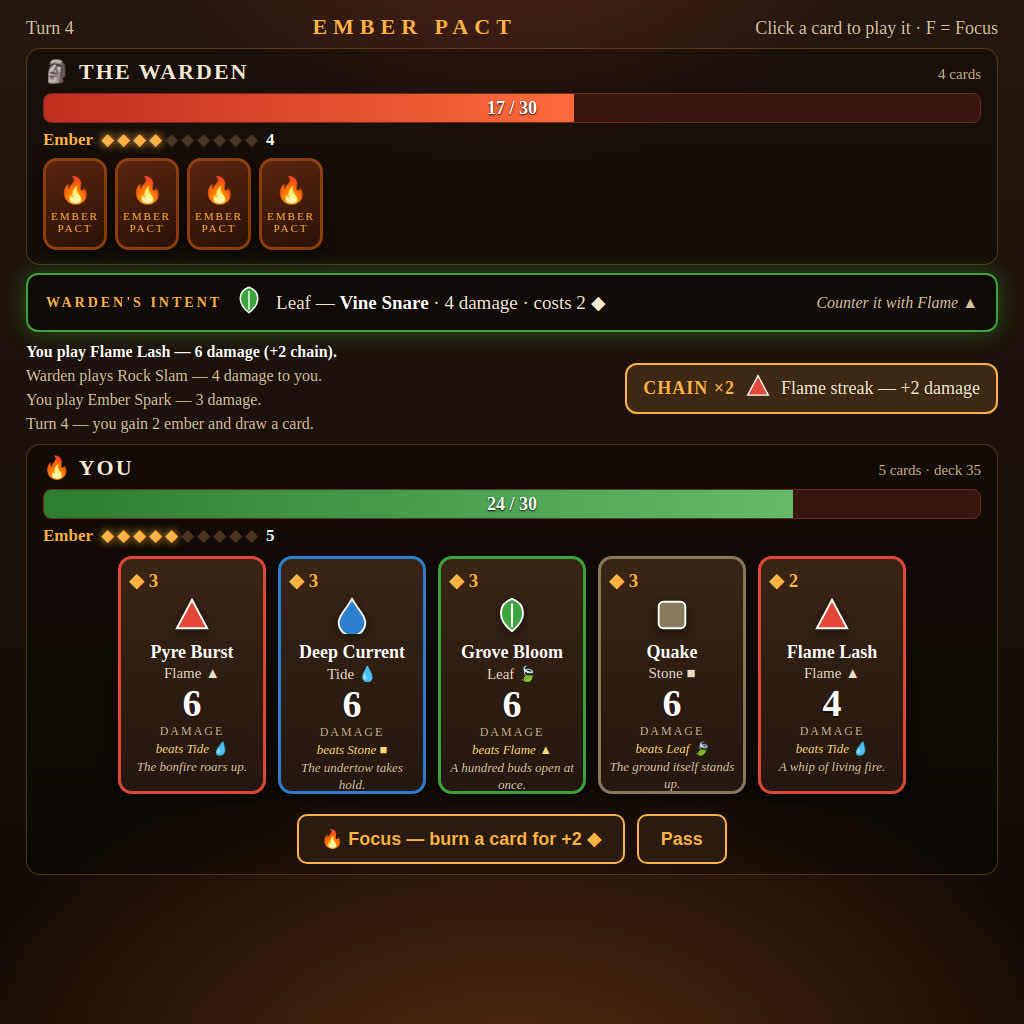 Turn 4
EMBER PACT
Click a card to play it · F = Focus
THE WARDEN
4 cards
17 / 30
Ember ◆◆◆◆◆◆◆◆◆◆ 4
EMBER PACT
EMBER PACT
EMBER PACT
EMBER PACT
WARDEN'S INTENT
Leaf — Vine Snare · 4 damage · costs 2 ◆
Counter it with Flame ▲
You play Flame Lash — 6 damage (+2 chain).
Warden plays Rock Slam — 4 damage to you.
You play Ember Spark — 3 damage.
Turn 4 — you gain 2 ember and draw a card.
CHAIN ×2
Flame streak — +2 damage
YOU
5 cards · deck 35
24 / 30
Ember ◆◆◆◆◆◆◆◆◆◆ 5
◆ 3
Pyre Burst
Flame ▲
6
DAMAGE
beats Tide 💧
The bonfire roars up.
◆ 3
Deep Current
Tide 💧
6
DAMAGE
beats Stone ■
The undertow takes
hold.
◆ 3
Grove Bloom
Leaf 🍃
6
DAMAGE
beats Flame ▲
A hundred buds open at
once.
◆ 3
Quake
Stone ■
6
DAMAGE
beats Leaf 🍃
The ground itself stands
up.
◆ 2
Flame Lash
Flame ▲
4
DAMAGE
beats Tide 💧
A whip of living fire.
🔥 Focus — burn a card for +2 ◆
Pass